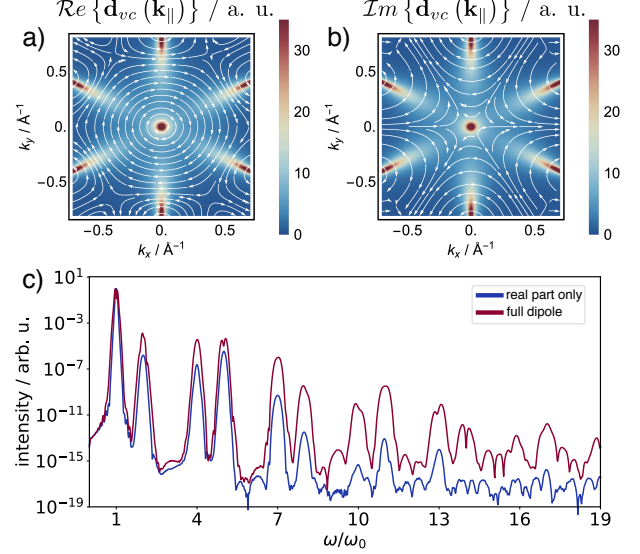 Re {d_vc (k_∥)} / a. u. Im {d_vc (k_∥)} / a. u.
a) b)
30 30
0.5 0.5
20 20
k_y / Å⁻¹ 0. k_y / Å⁻¹ 0.
10 10
−0.5 −0.5
0 0
−0.5 0.0 0.5 −0.5 0.0 0.5
k_x / Å⁻¹ k_x / Å⁻¹
c)
10¹
real part only
full dipole
10⁻³
10⁻⁷
intensity / arb. u.
10⁻¹¹
10⁻¹⁵
10⁻¹⁹
1 4 7 10 13 16 19
ω/ω₀